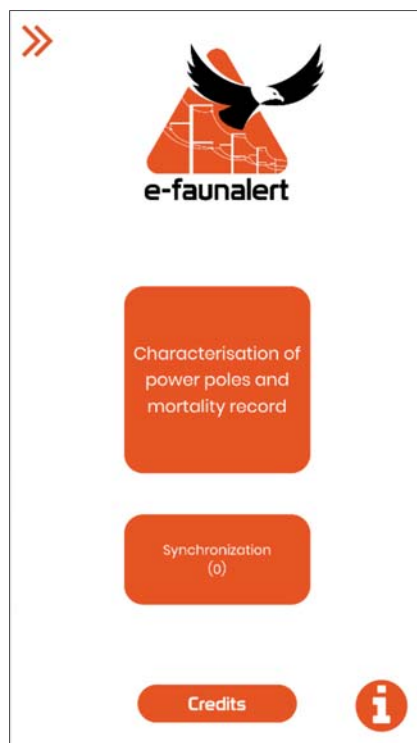 e-faunalert
Characterisation of
power poles and
mortality record
Synchronization
(0)
Credits
i